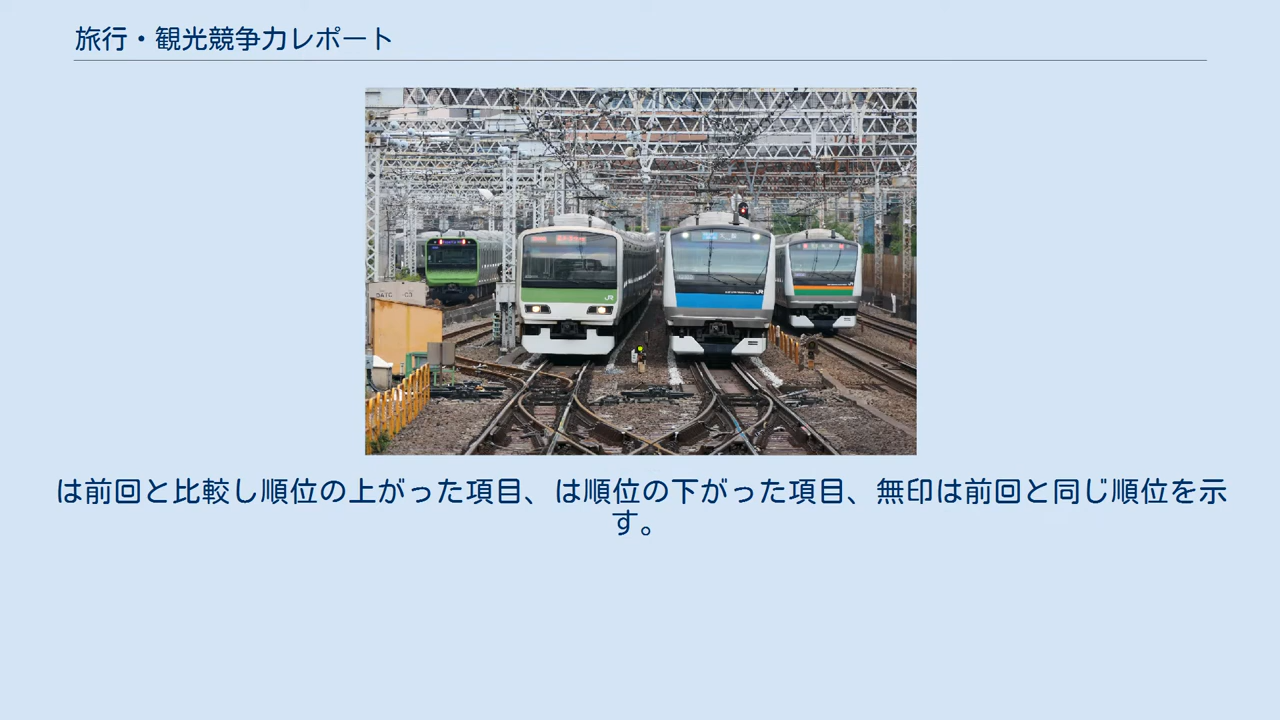 旅行・観光競争力レポート
JR
JR
は前回と比較し順位の上がった項目、は順位の下がった項目、無印は前回と同じ順位を示
す。